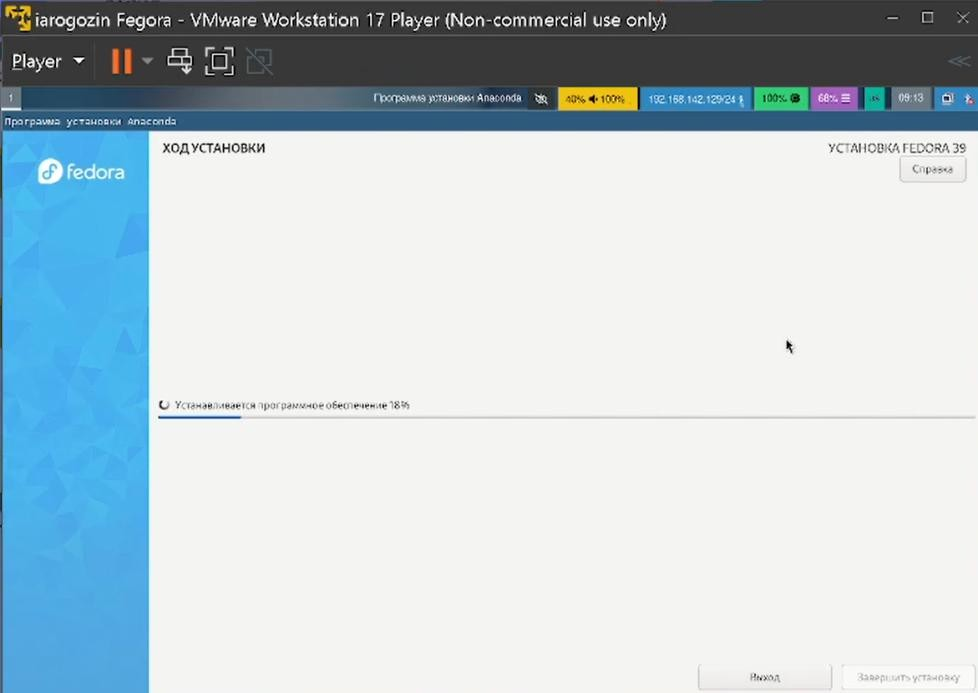 iarogozin Fegora - VMware Workstation 17 Player (Non-commercial use only)
Player
1 Программа установки Anaconda 40% 100% 192.168.142.129/24 100% 68% us 09:13
Программа установки Anaconda
fedora
ХОД УСТАНОВКИ
УСТАНОВКА FEDORA 39
Справка
Устанавливается программное обеспечение 18%
Выход
Завершить установку